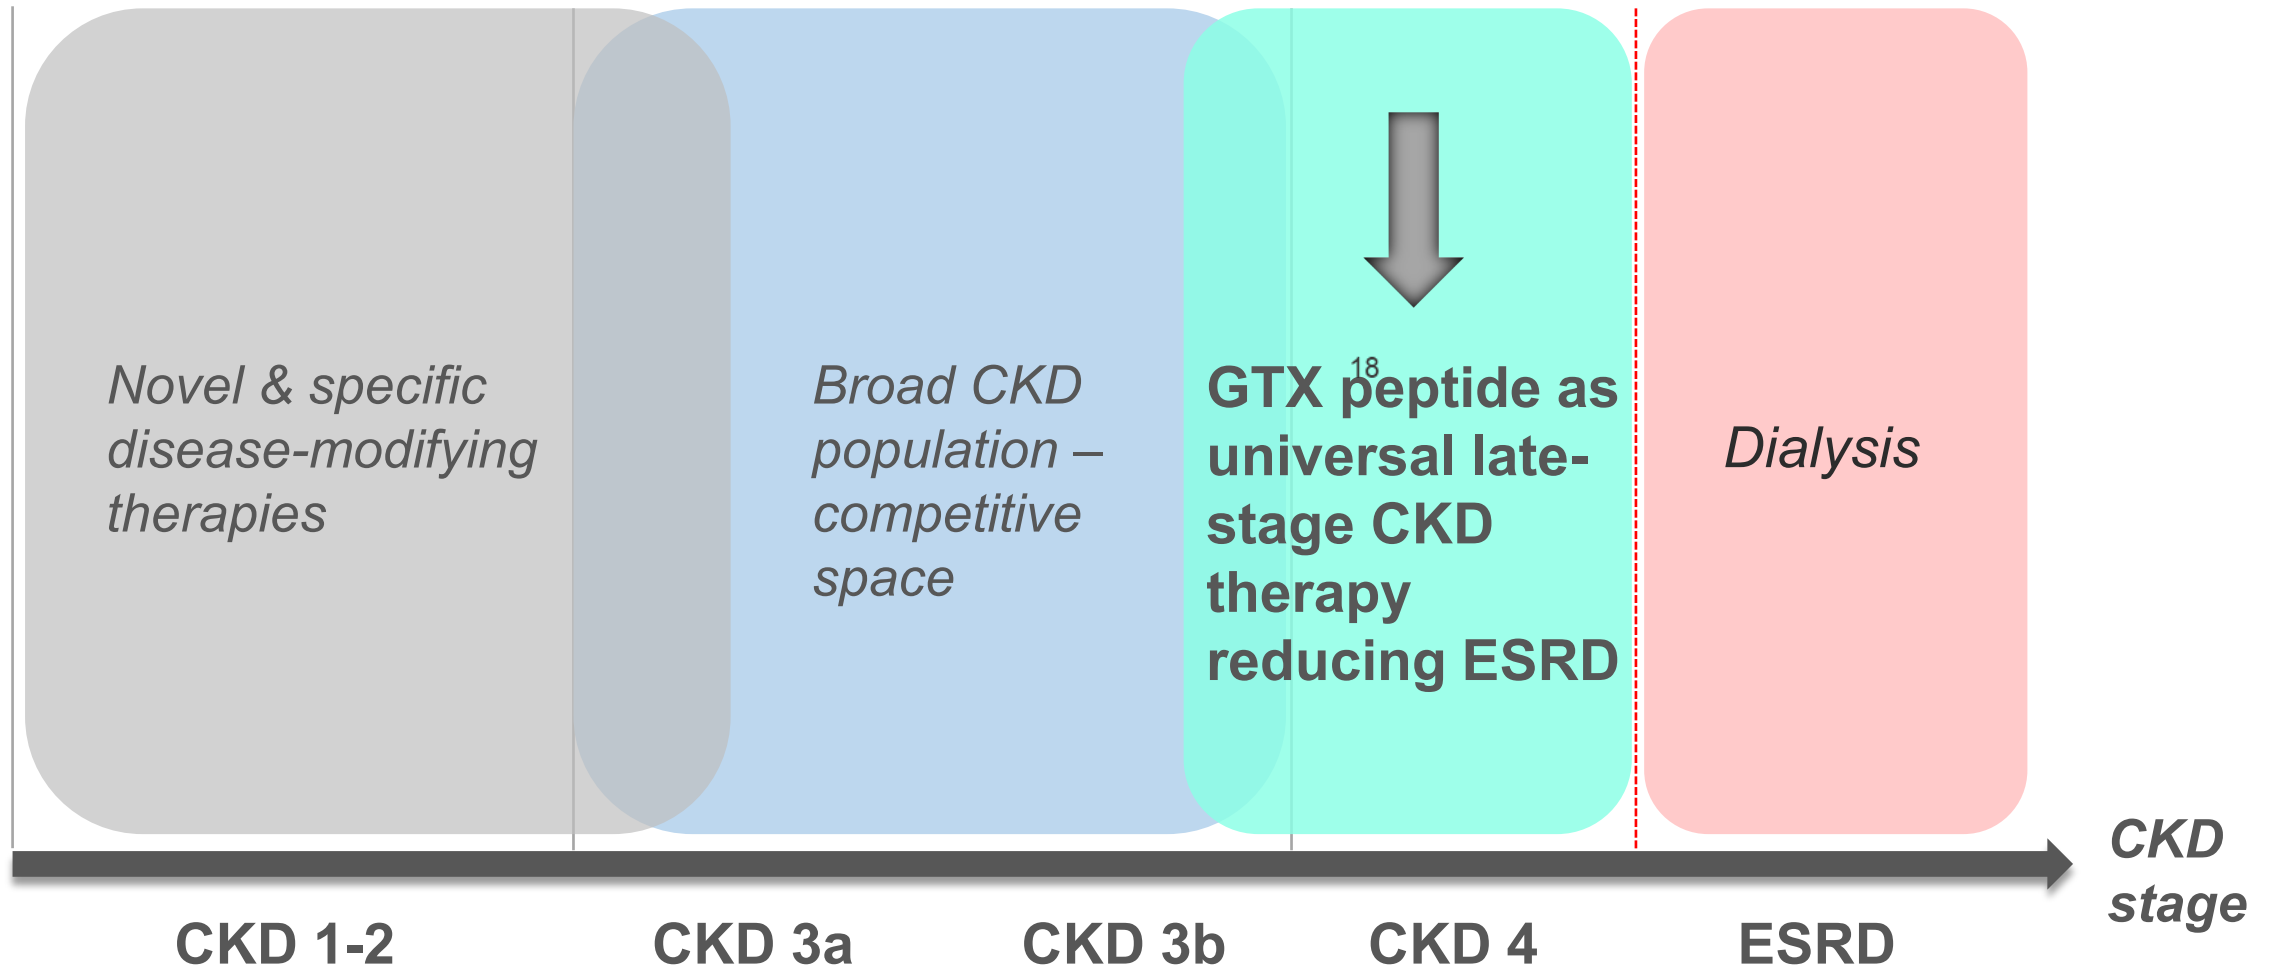 Novel & specific
disease-modifying
therapies
Broad CKD
population –
competitive
space
18
GTX peptide as
universal late-
stage CKD
therapy
reducing ESRD
Dialysis
CKD
stage
CKD 1-2
CKD 3a
CKD 3b
CKD 4
ESRD